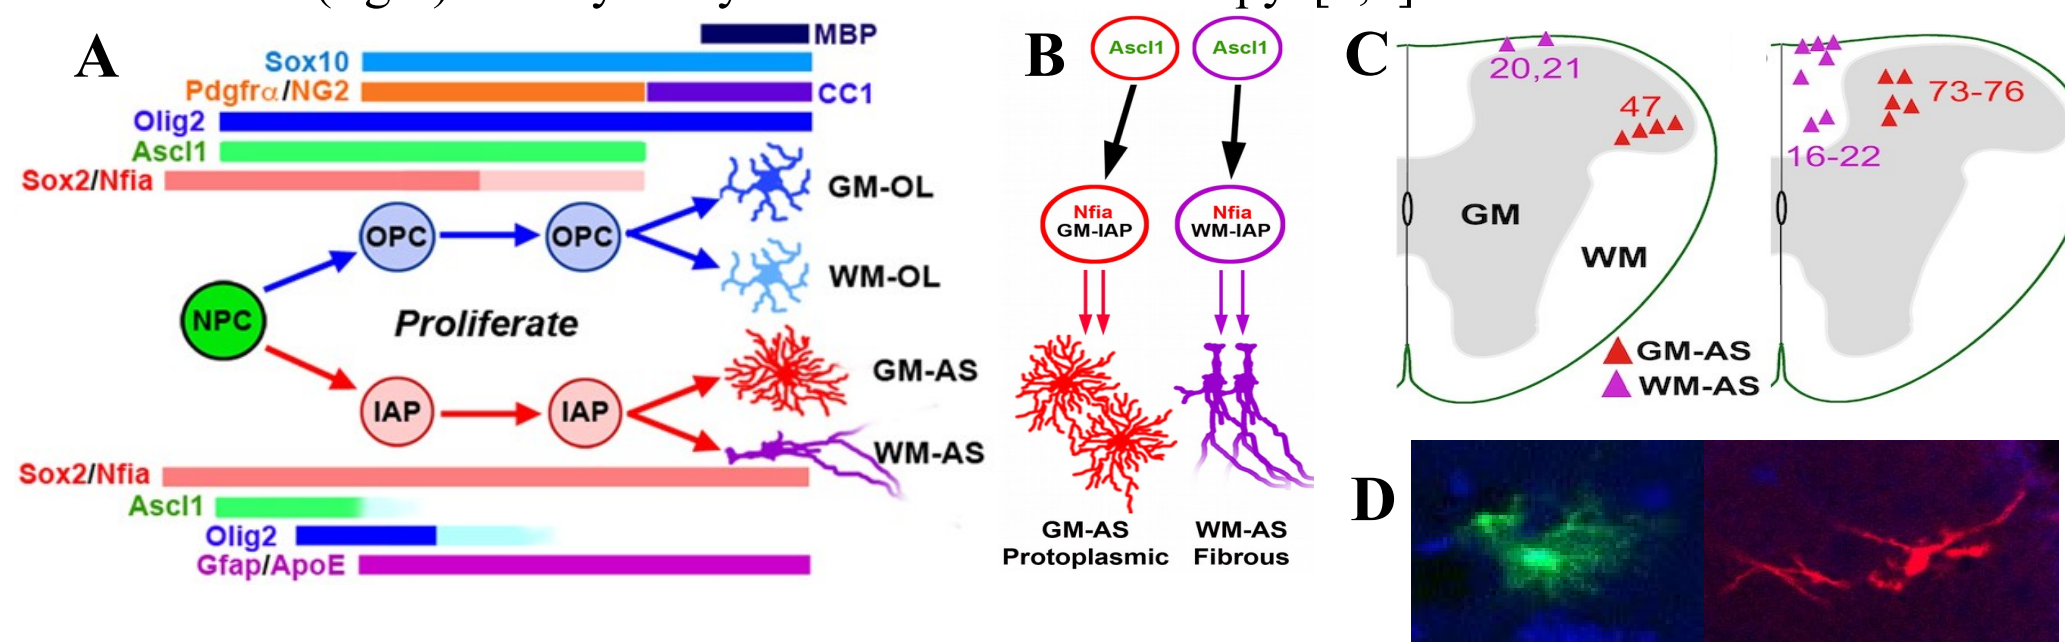 A
MBP
Sox10
Pdgfrα/NG2
CC1
Olig2
Ascl1
Sox2/Nfia
GM-OL
OPC
OPC
WM-OL
NPC
Proliferate
GM-AS
IAP
IAP
WM-AS
Sox2/Nfia
Ascl1
Olig2
Gfap/ApoE
B
Ascl1
Ascl1
Nfia
GM-IAP
Nfia
WM-IAP
GM-AS
Protoplasmic
WM-AS
Fibrous
C
20,21
47
73-76
16-22
GM
WM
GM-AS
WM-AS
D